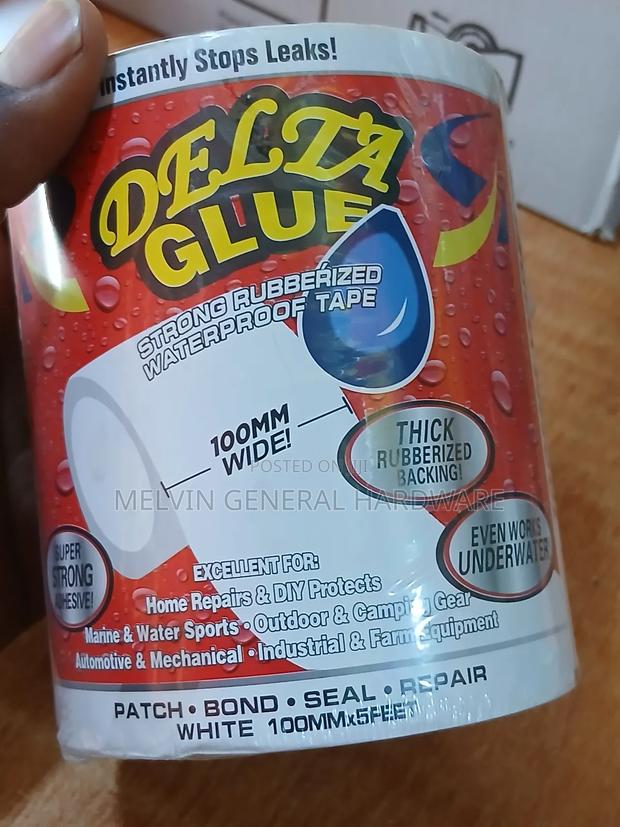 Instantly Stops Leaks!
DELTA
GLUE
STRONG RUBBERIZED
WATERPROOF TAPE
100MM
WIDE!
THICK
RUBBERIZED
BACKING!
POSTED ON JIJI
MELVIN GENERAL HARDWARE
EVEN WORKS
UNDERWATER
SUPER
STRONG
ADHESIVE!
EXCELLENT FOR:
Home Repairs & DIY Protects
Marine & Water Sports • Outdoor & Camping Gear
Automotive & Mechanical • Industrial & Farm Equipment
PATCH • BOND • SEAL • REPAIR
WHITE 100MMx5FEET